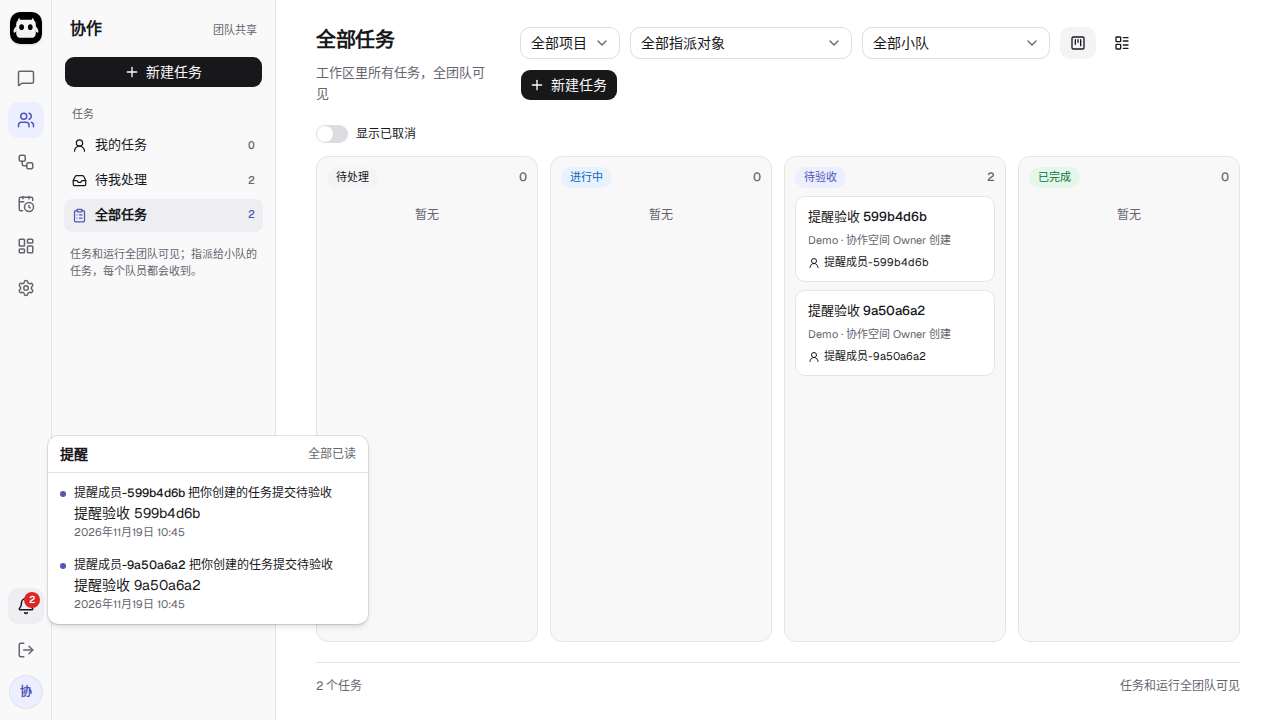 协作
团队共享
新建任务
任务
我的任务 0
待我处理 2
全部任务 2
任务和运行全团队可见；指派给小队的
任务，每个队员都会收到。
提醒
全部已读
提醒成员-599b4d6b 把你创建的任务提交待验收
提醒验收 599b4d6b
2026年11月19日 10:45
提醒成员-9a50a6a2 把你创建的任务提交待验收
提醒验收 9a50a6a2
2026年11月19日 10:45
2
协
全部任务
工作区里所有任务，全团队可
见
全部项目
全部指派对象
全部小队
新建任务
显示已取消
待处理 0
暂无
进行中 0
暂无
待验收 2
提醒验收 599b4d6b
Demo · 协作空间 Owner 创建
提醒成员-599b4d6b
提醒验收 9a50a6a2
Demo · 协作空间 Owner 创建
提醒成员-9a50a6a2
已完成 0
暂无
2 个任务
任务和运行全团队可见